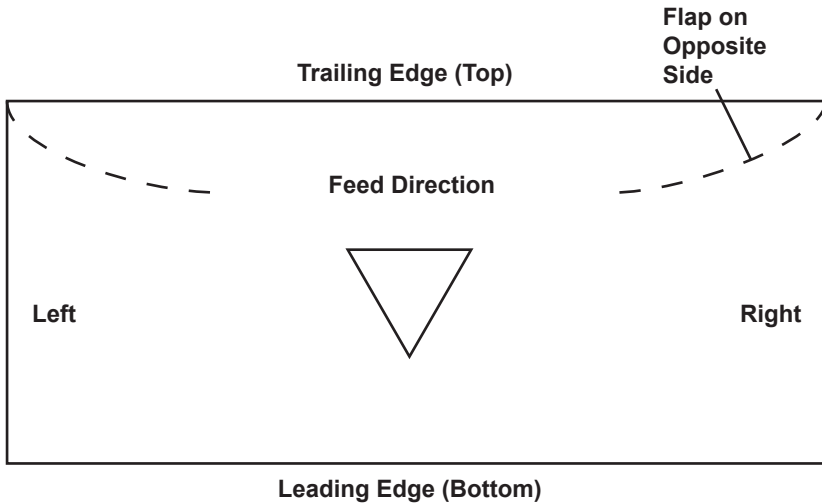 Flap on
Opposite
Side
Trailing Edge (Top)
Feed Direction
Left
Right
Leading Edge (Bottom)